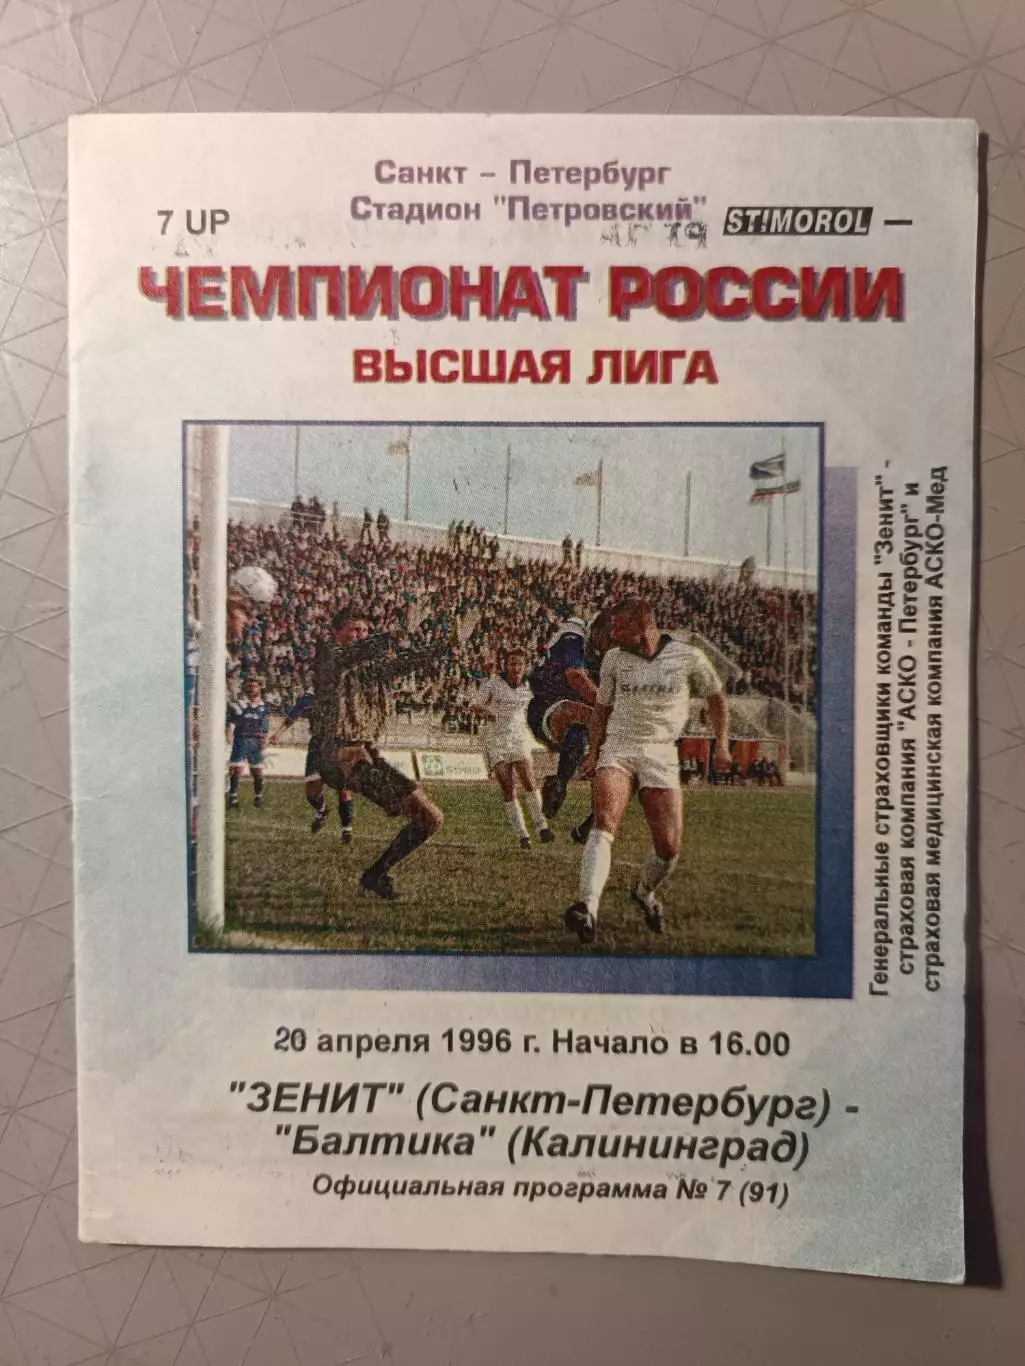 Санкт - Петербург
Стадион "Петровский"
7 UP
STIMOROL
ЧЕМПИОНАТ РОССИИ
ВЫСШАЯ ЛИГА
Генеральные страховщики команды "Зенит" -
страховая компания "АСКО - Петербург" и
страховая медицинская компания АСКО-Мед
20 апреля 1996 г. Начало в 16.00
"ЗЕНИТ" (Санкт-Петербург) -
"Балтика" (Калининград)
Официальная программа № 7 (91)